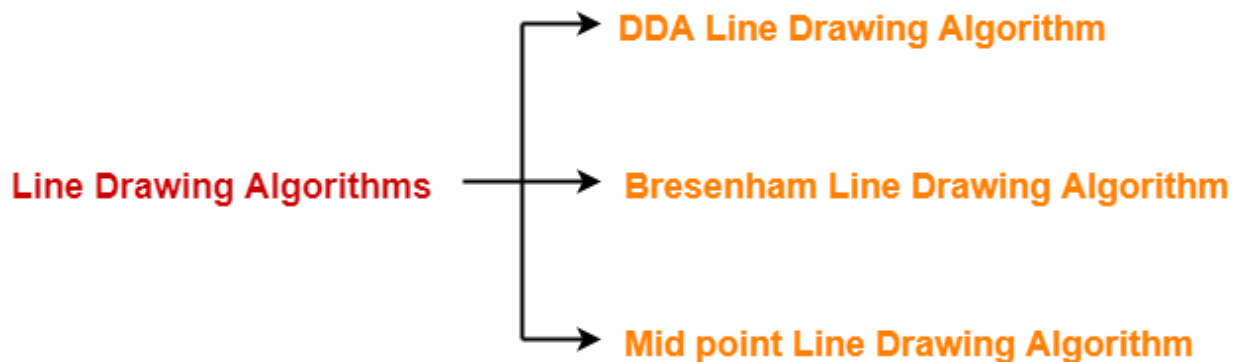 DDA Line Drawing Algorithm
Line Drawing Algorithms
Bresenham Line Drawing Algorithm
Mid point Line Drawing Algorithm